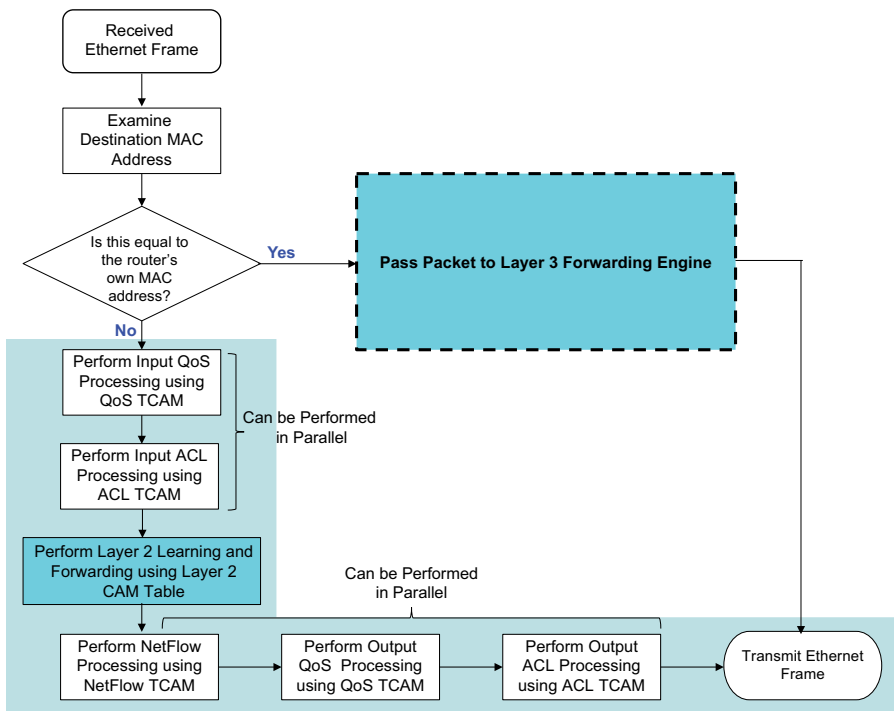 Received
Ethernet Frame
Examine
Destination MAC
Address
Is this equal to
the router's
own MAC
address?
Yes
Pass Packet to Layer 3 Forwarding Engine
No
Perform Input QoS
Processing using
QoS TCAM
Can be Performed
in Parallel
Perform Input ACL
Processing using
ACL TCAM
Perform Layer 2 Learning and
Forwarding using Layer 2
CAM Table
Can be Performed
in Parallel
Perform NetFlow
Processing using
NetFlow TCAM
Perform Output
QoS Processing
using QoS TCAM
Perform Output
ACL Processing
using ACL TCAM
Transmit Ethernet
Frame